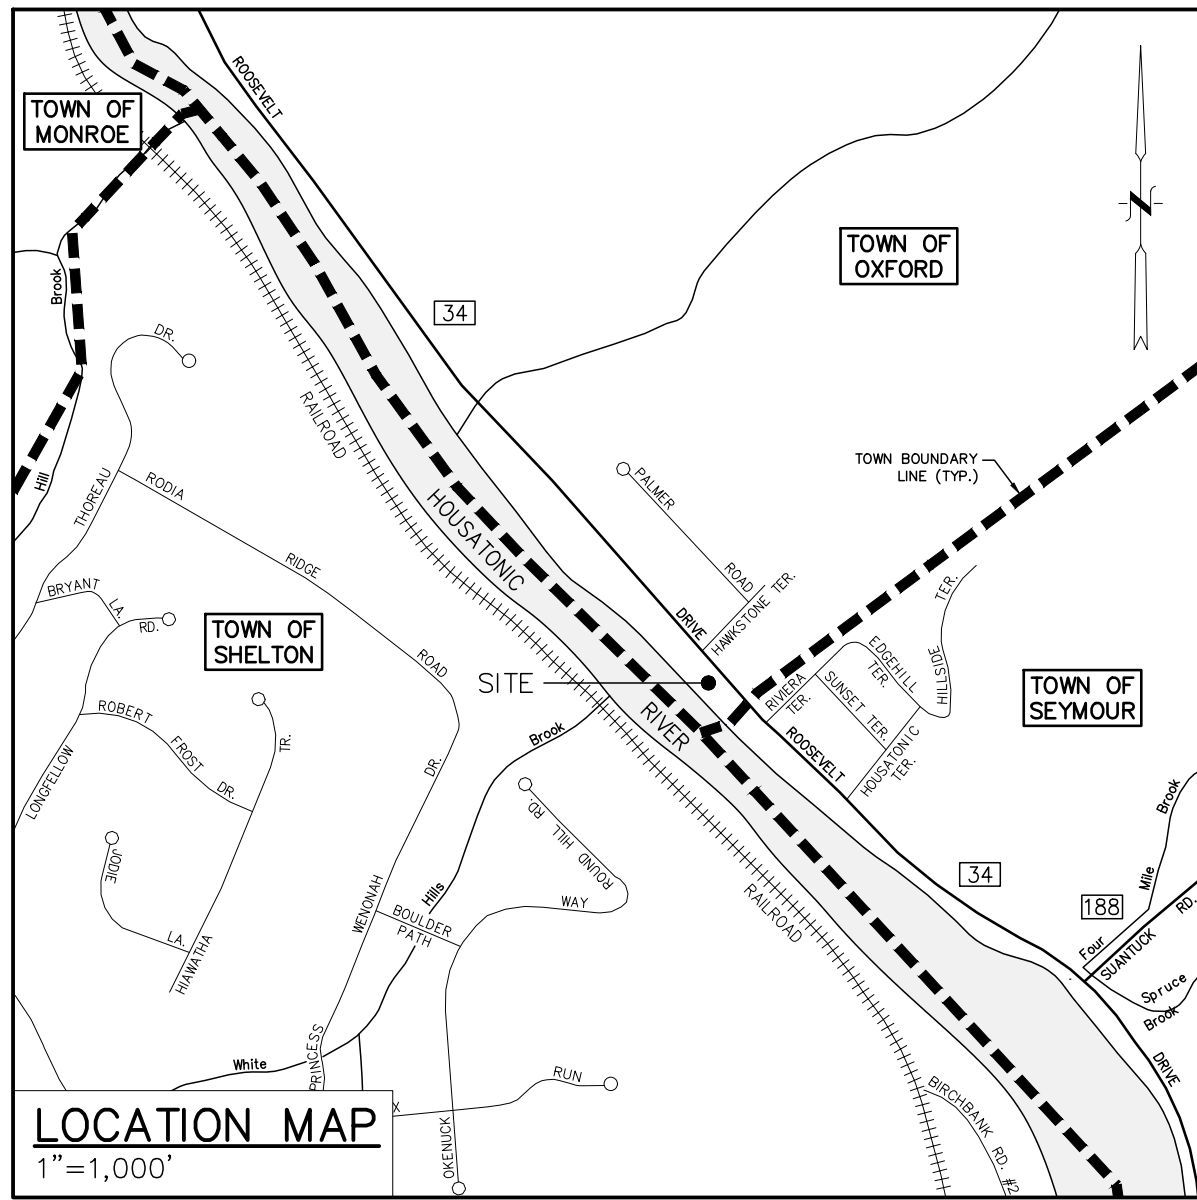 ROOSEVELT
TOWN OF
MONROE
N
TOWN OF
OXFORD
Brook
34
DR.
RAILROAD
TOWN BOUNDARY
LINE (TYP.)
Hill
THOREAU
RODIA
PALMER
HOUSATONIC
RIDGE
ROAD
TER.
BRYANT
LA.
RD.
DRIVE
HAWKSTONE TER.
TOWN OF
SHELTON
ROAD
EDGEHILL
TER.
HILLSIDE
SITE
RIVIERA
TER.
SUNSET TER.
TOWN OF
SEYMOUR
ROBERT
RIVER
Brook
FROST
TR.
ROOSEVELT
HOUSATONIC
TER.
LONGFELLOW
DR.
DR.
ROUND HILL RD.
Brook
JODIE
34
Mile
Hills
WENONAH
BOULDER
PATH
WAY
RAILROAD
188
RD.
LA.
HIAWATHA
Four
SUANTUCK
Spruce
Brook
White
PRINCESS
DRIVE
RUN
BIRCHBANK RD. #2
X
OKENUCK
LOCATION MAP
1"=1,000'